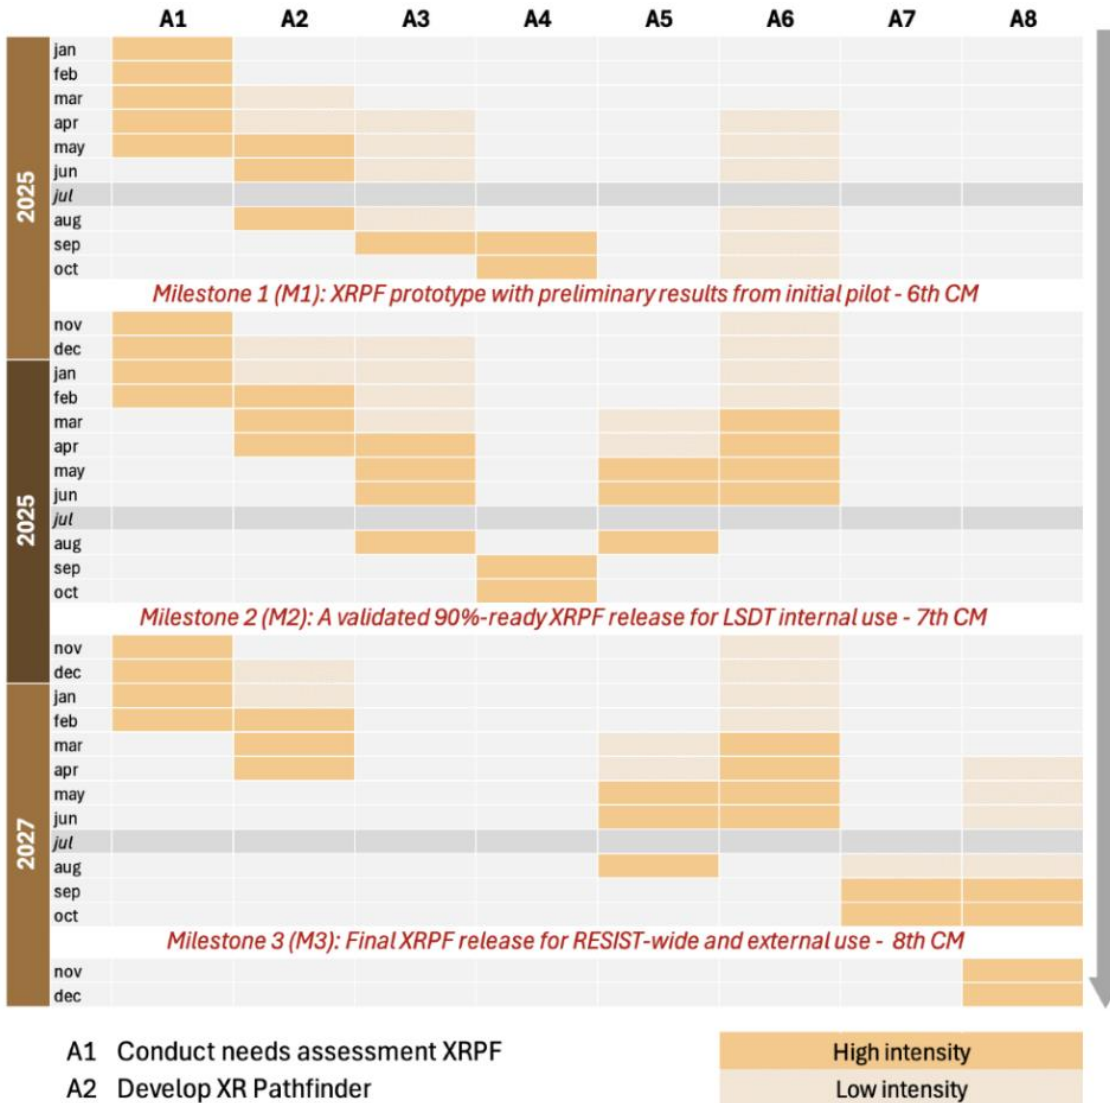 A1 A2 A3 A4 A5 A6 A7 A8
2025
jan
feb
mar
apr
may
jun
jul
aug
sep
oct
Milestone 1 (M1): XRPF prototype with preliminary results from initial pilot - 6th CM
nov
dec
2025
jan
feb
mar
apr
may
jun
jul
aug
sep
oct
Milestone 2 (M2): A validated 90%-ready XRPF release for LSDT internal use - 7th CM
nov
dec
2027
jan
feb
mar
apr
may
jun
jul
aug
sep
oct
Milestone 3 (M3): Final XRPF release for RESIST-wide and external use - 8th CM
nov
dec
A1 Conduct needs assessment XRPF
High intensity
A2 Develop XR Pathfinder
Low intensity